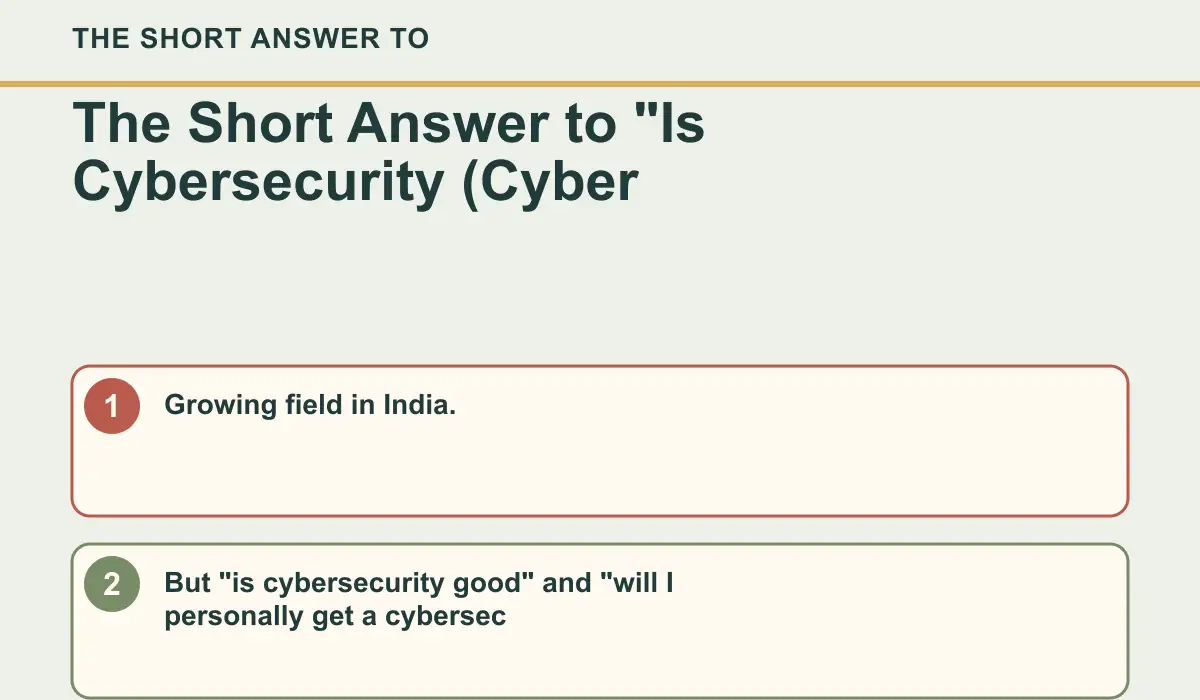 THE SHORT ANSWER TO
The Short Answer to "Is
Cybersecurity (Cyber
1
Growing field in India.
2
But "is cybersecurity good" and "will I
personally get a cybersec